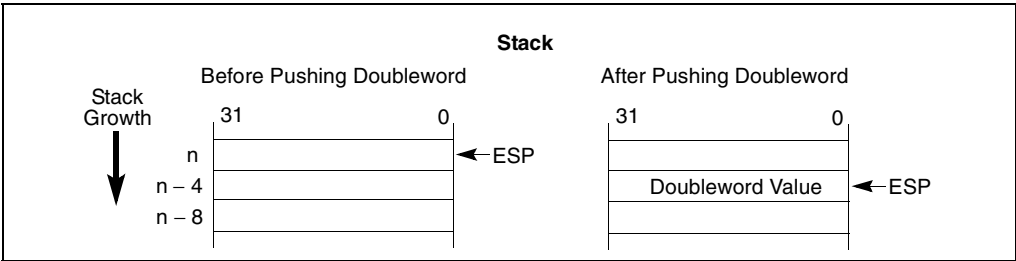 Stack
Before Pushing Doubleword
After Pushing Doubleword
Stack
Growth
31 0
31 0
n
ESP
n – 4
Doubleword Value
ESP
n – 8